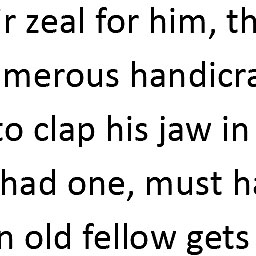 r zeal for him, th
merous handicra
to clap his jaw in
had one, must ha
n old fellow gets